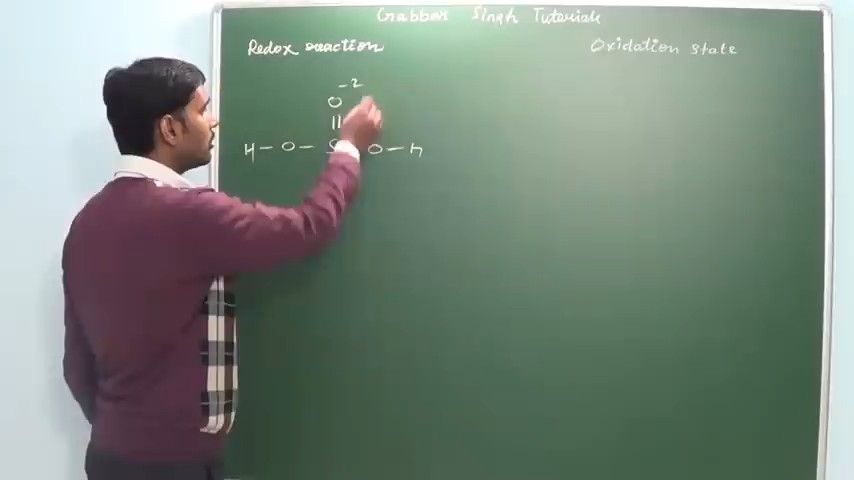 Gabbar Singh Tutorials
Redox reaction
Oxidation state
-2
O
||
H - O - S O - H